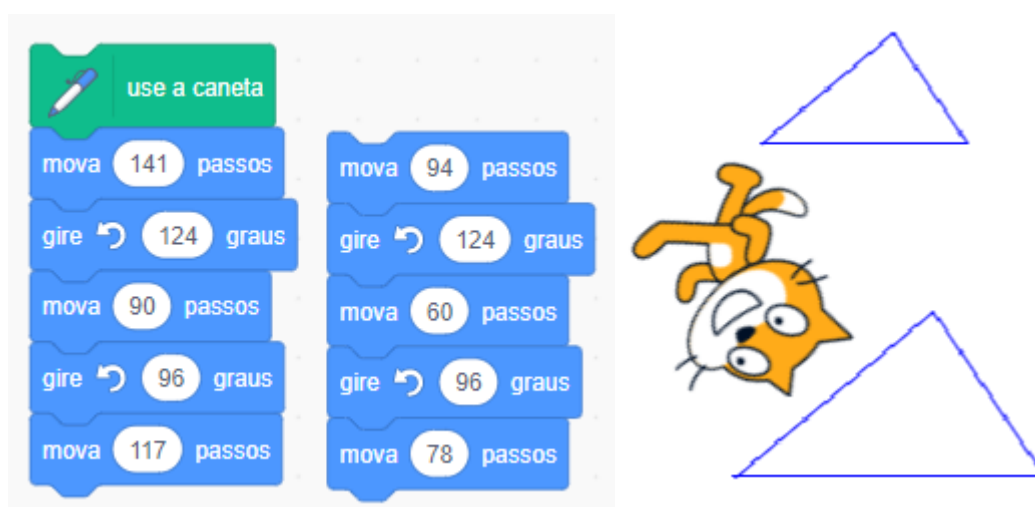 use a caneta
mova 141 passos
gire 124 graus
mova 90 passos
gire 96 graus
mova 117 passos
mova 94 passos
gire 124 graus
mova 60 passos
gire 96 graus
mova 78 passos